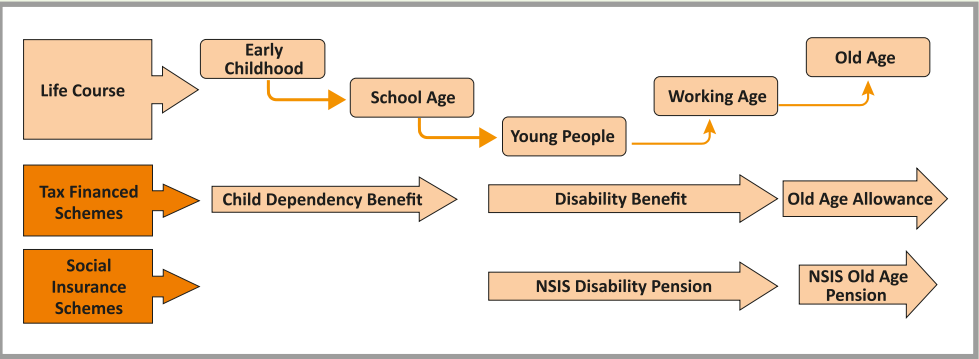 Life Course
Early
Childhood
School Age
Young People
Working Age
Old Age
Tax Financed
Schemes
Child Dependency Benefit
Disability Benefit
Old Age Allowance
Social
Insurance
Schemes
NSIS Disability Pension
NSIS Old Age
Pension